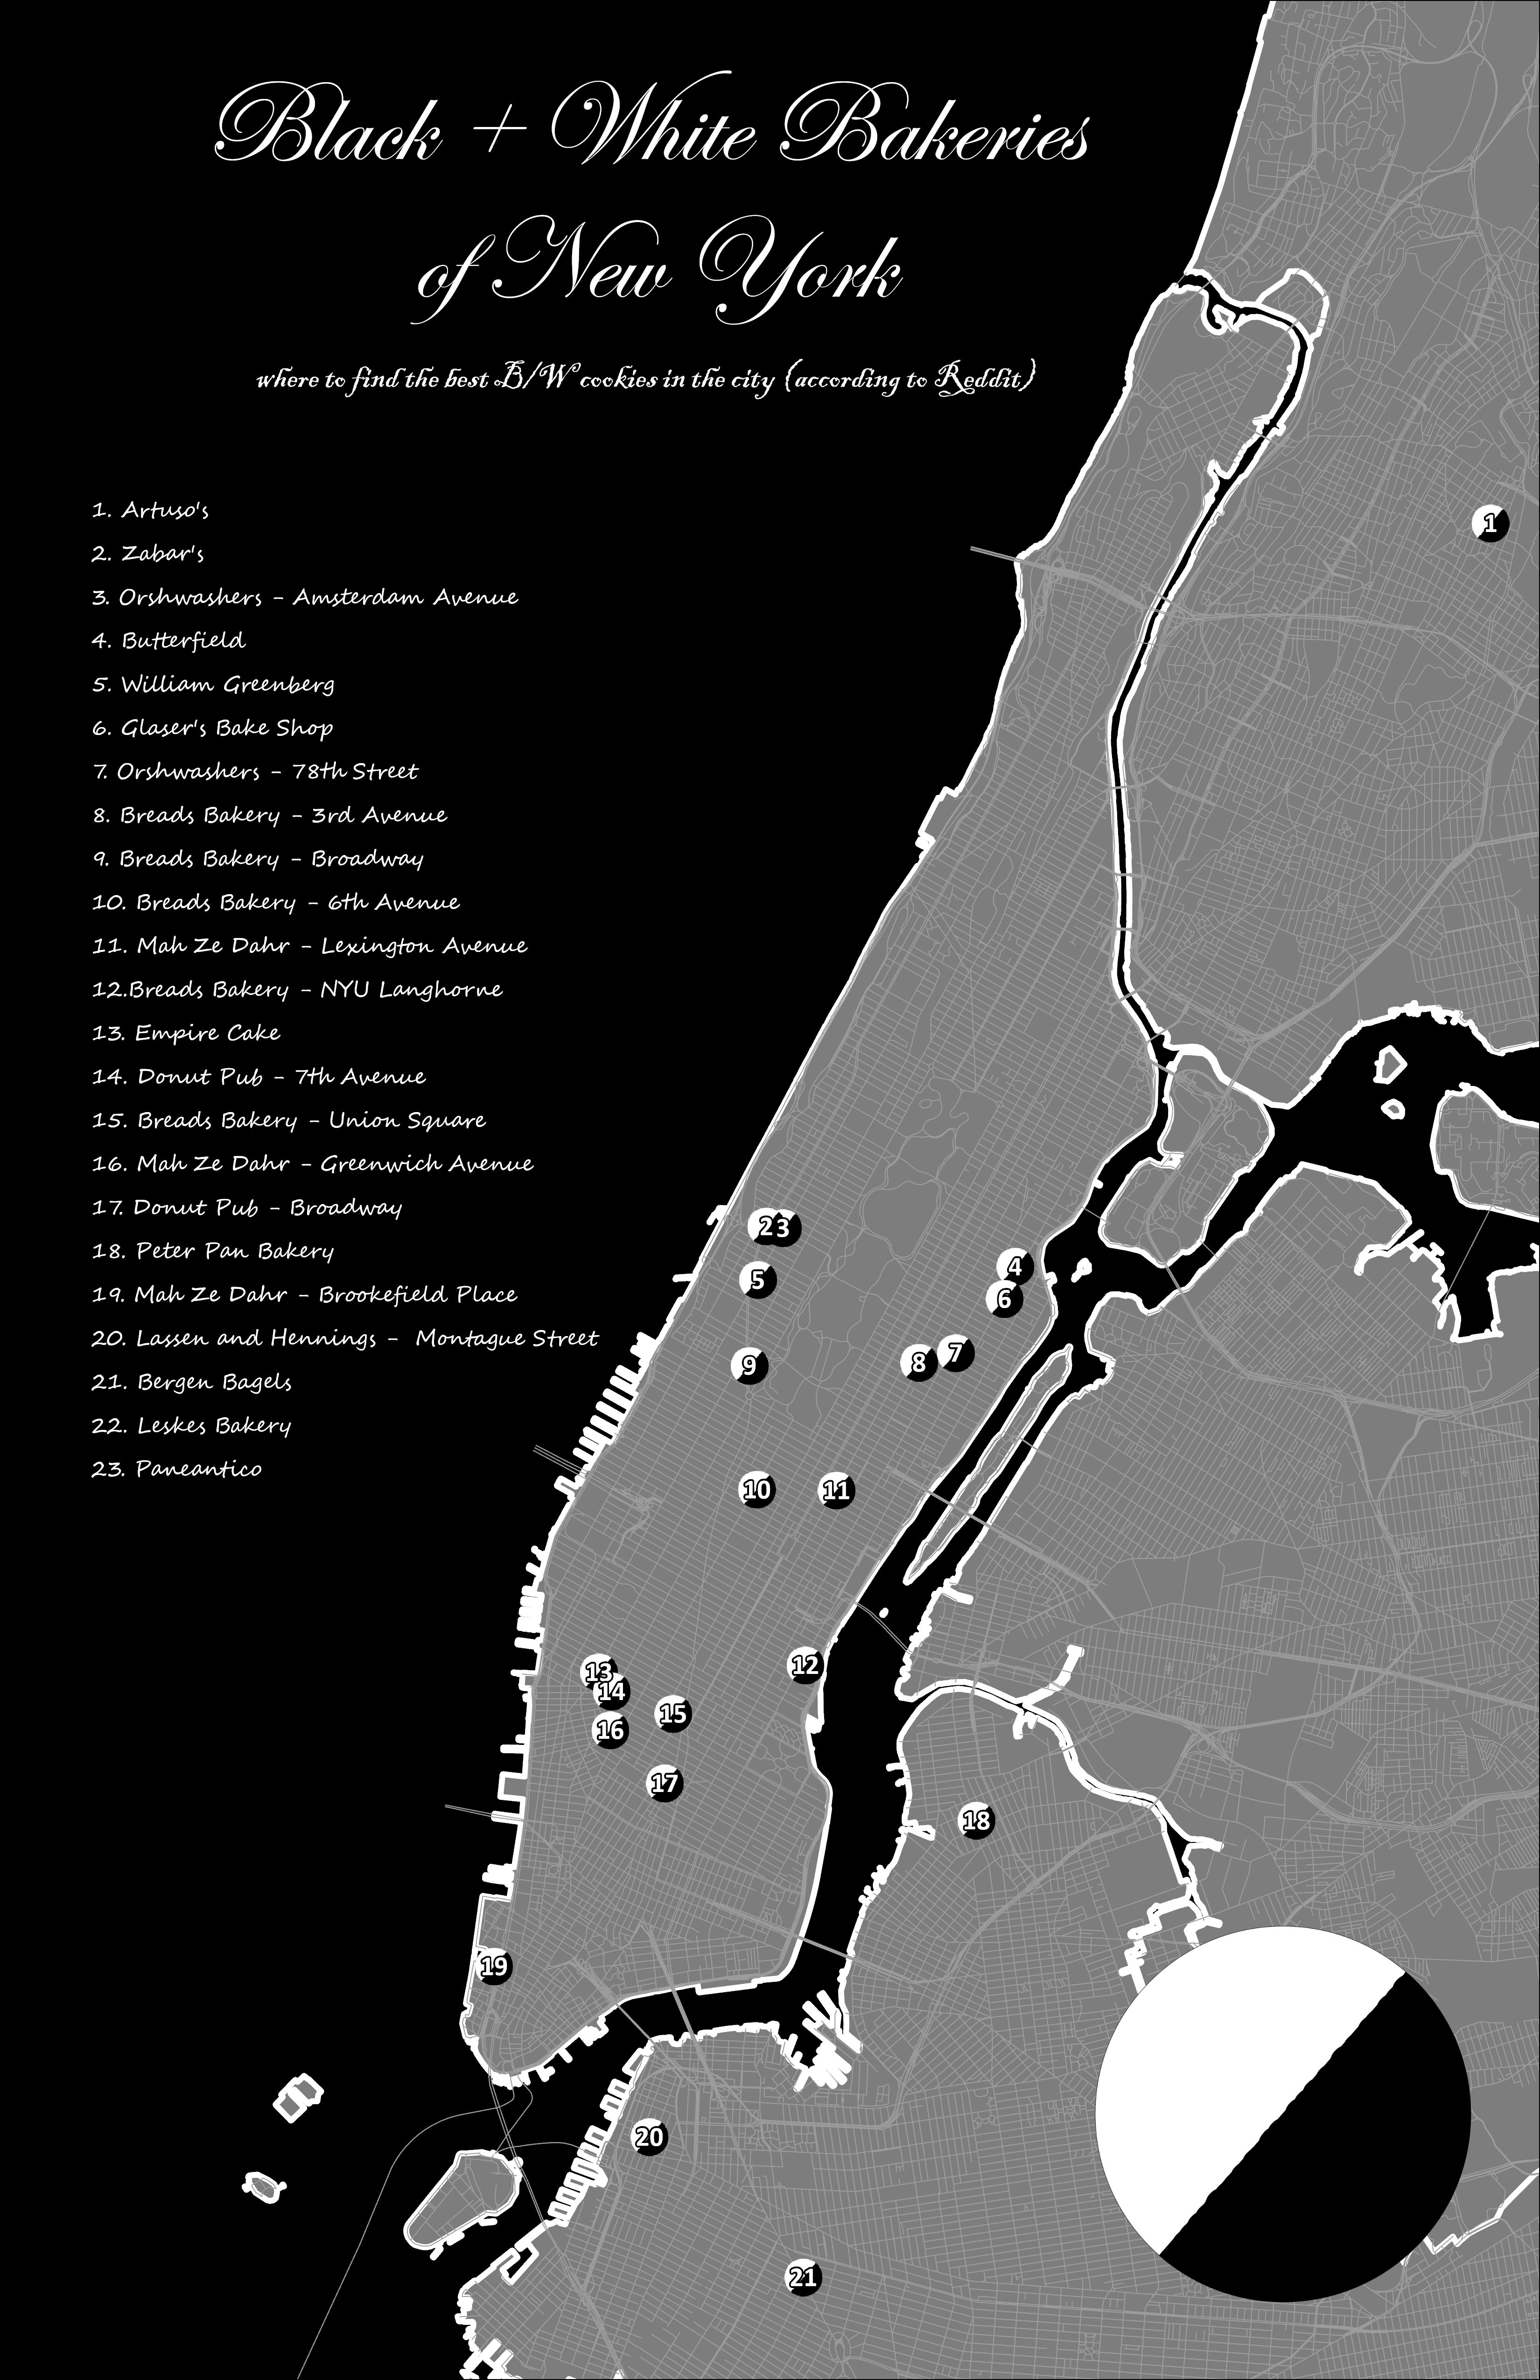 Black + White Bakeries
of New York
where to find the best B/W cookies in the city (according to Reddit)
1. Artuso's
2. Zabar's
3. Orshwashers - Amsterdam Avenue
4. Butterfield
5. William Greenberg
6. Glaser's Bake Shop
7. Orshwashers - 78th Street
8. Breads Bakery - 3rd Avenue
9. Breads Bakery - Broadway
10. Breads Bakery - 6th Avenue
11. Mah Ze Dahr - Lexington Avenue
12.Breads Bakery - NYU Langhorne
13. Empire Cake
14. Donut Pub - 7th Avenue
15. Breads Bakery - Union Square
16. Mah Ze Dahr - Greenwich Avenue
17. Donut Pub - Broadway
18. Peter Pan Bakery
19. Mah Ze Dahr - Brookefield Place
20. Lassen and Hennings - Montague Street
21. Bergen Bagels
22. Leskes Bakery
23. Paneantico
1
2
3
4
5
6
7
8
9
10
11
12
13
14
15
16
17
18
19
20
21